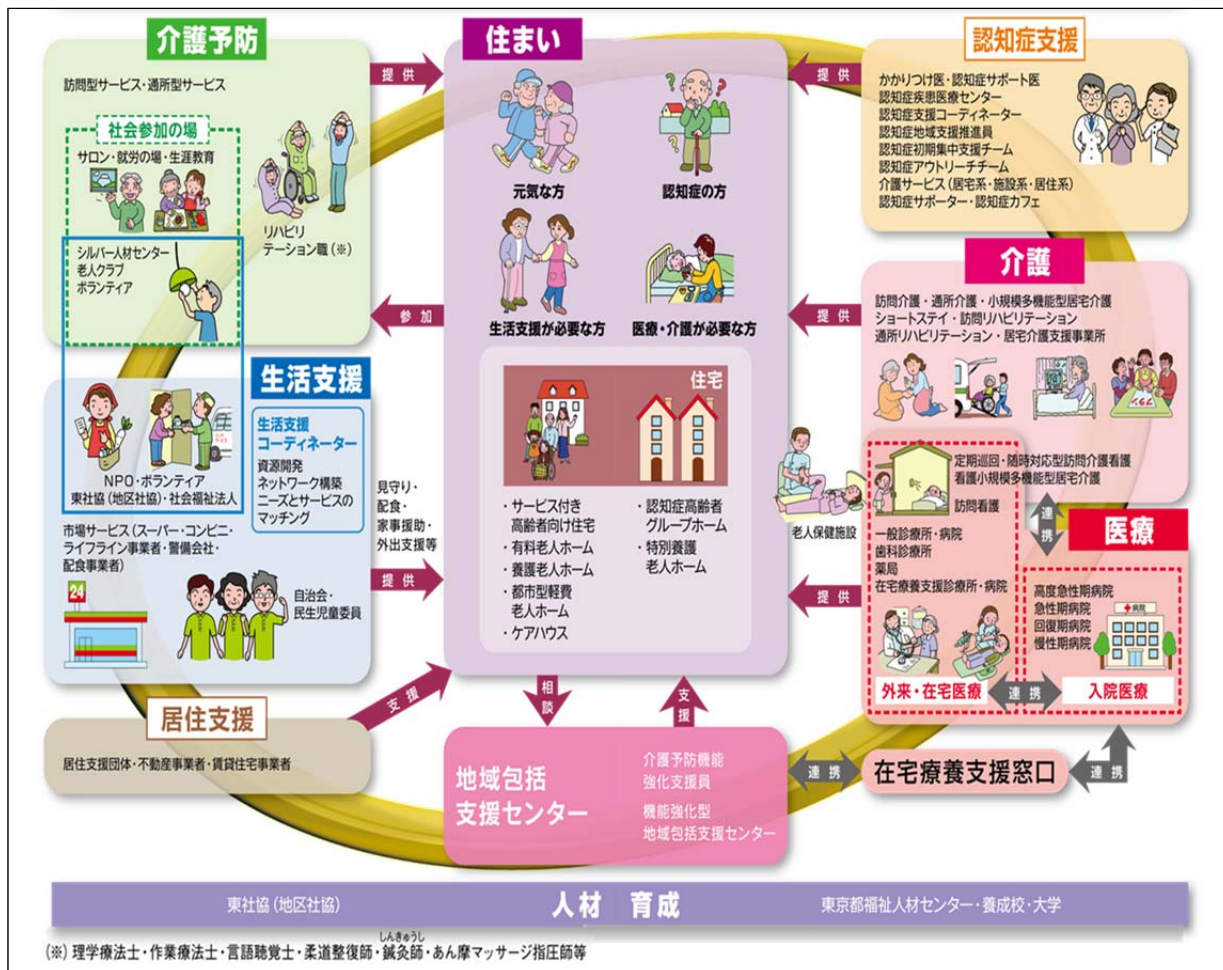 介護予防
訪問型サービス・通所型サービス
社会参加の場
サロン・就労の場・生涯教育
シルバー人材センター
老人クラブ
ボランティア
リハビリ
テーション職(※)
提供
参加
生活支援
生活支援
コーディネーター
資源開発
ネットワーク構築
ニーズとサービスの
マッチング
NPO・ボランティア
東社協(地区社協)・社会福祉法人
市場サービス(スーパー・コンビニ・
ライフライン事業者・警備会社・
配食事業者)
24
自治会・
民生児童委員
見守り・
配食・
家事援助・
外出支援等
提供
居住支援
居住支援団体・不動産事業者・賃貸住宅事業者
支援
住まい
元気な方
認知症の方
生活支援が必要な方
医療・介護が必要な方
住宅
・サービス付き
高齢者向け住宅
・有料老人ホーム
・養護老人ホーム
・都市型軽費
老人ホーム
・ケアハウス
・認知症高齢者
グループホーム
・特別養護
老人ホーム
相談
支援
認知症支援
かかりつけ医・認知症サポート医
認知症疾患医療センター
認知症支援コーディネーター
認知症地域支援推進員
認知症初期集中支援チーム
認知症アウトリーチチーム
介護サービス(居宅系・施設系・居住系)
認知症サポーター・認知症カフェ
提供
介護
訪問介護・通所介護・小規模多機能型居宅介護
ショートステイ・訪問リハビリテーション
通所リハビリテーション・居宅介護支援事業所
プラン
提供
老人保健施設
定期巡回・随時対応型訪問介護看護
看護小規模多機能型居宅介護
訪問看護
連携
医療
一般診療所・病院
歯科診療所
薬局
在宅療養支援診療所・病院
提供
外来・在宅医療
連携
高度急性期病院
急性期病院
回復期病院
慢性期病院
病院
入院医療
地域包括
支援センター
介護予防機能
強化支援員
機能強化型
地域包括支援センター
連携
在宅療養支援窓口
連携
東社協(地区社協)
人材 育成
東京都福祉人材センター・養成校・大学
しんきゅうし
(※)理学療法士・作業療法士・言語聴覚士・柔道整復師・鍼灸師・あん摩マッサージ指圧師等